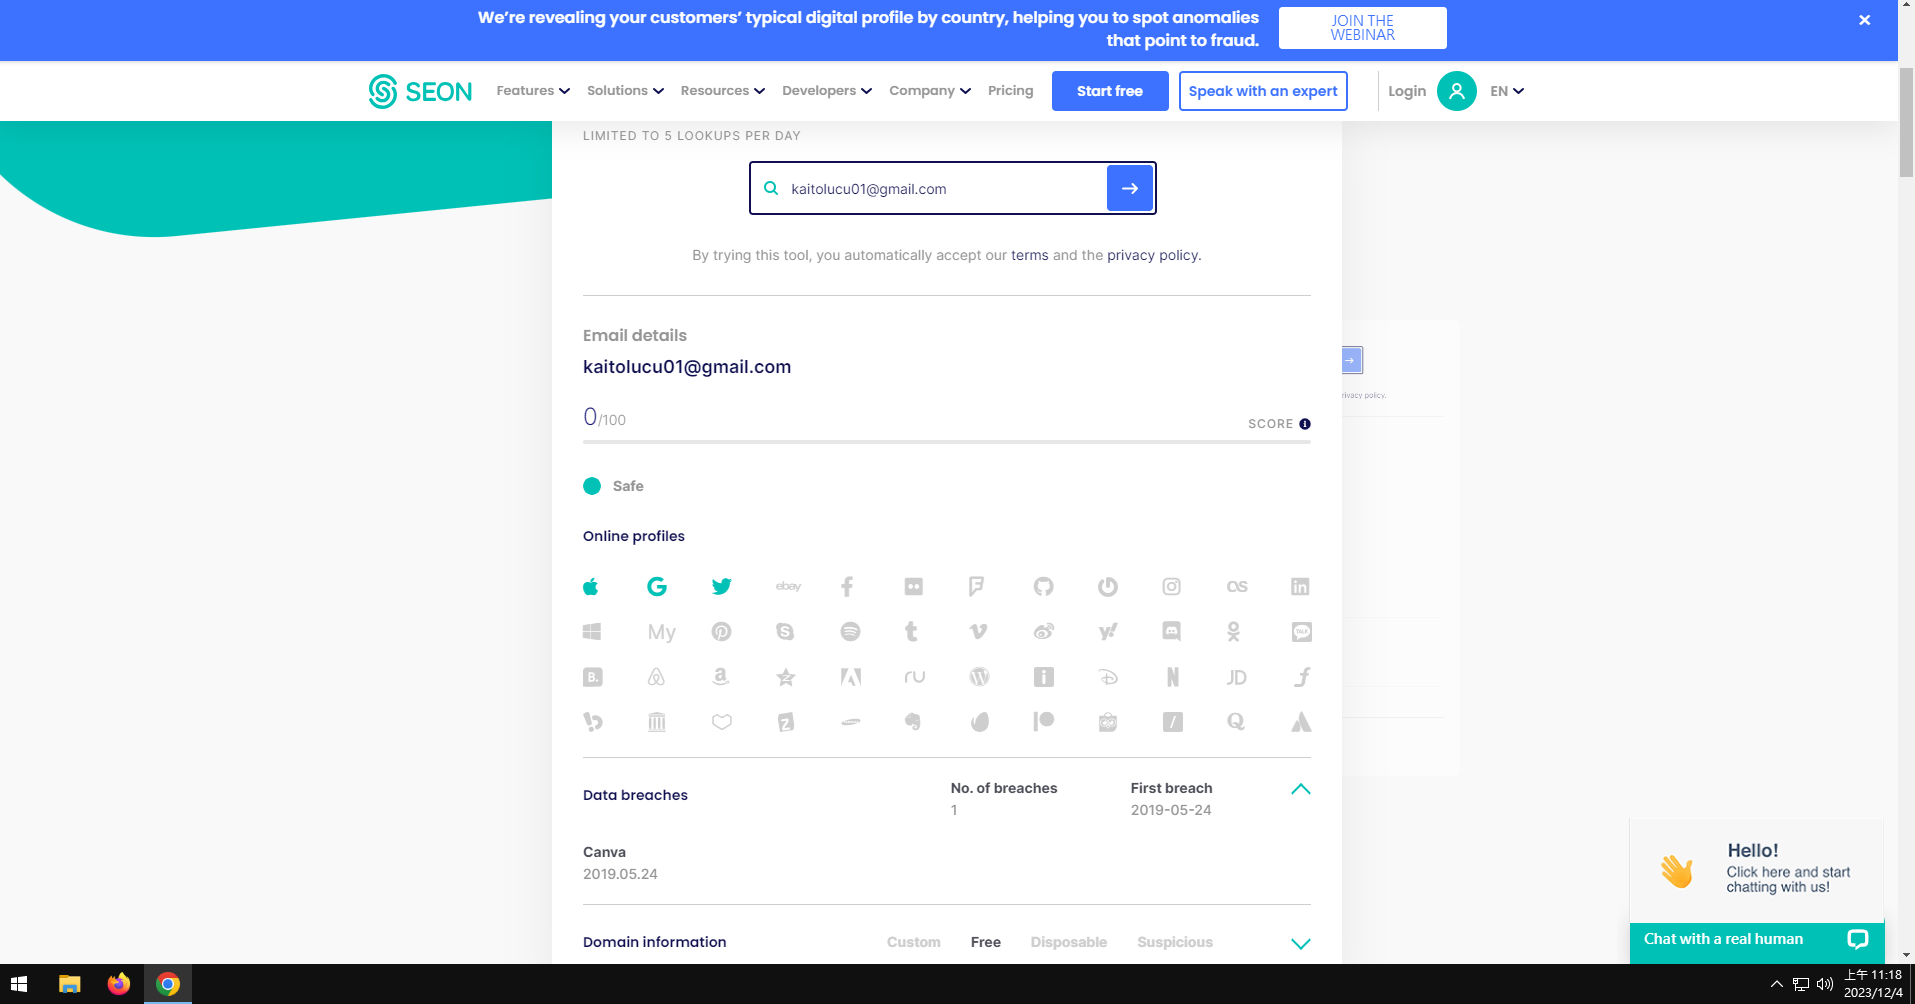 We're revealing your customers' typical digital profile by country, helping you to spot anomalies
that point to fraud.
JOIN THE
WEBINAR
SEON
Features
Solutions
Resources
Developers
Company
Pricing
Start free
Speak with an expert
Login
EN
LIMITED TO 5 LOOKUPS PER DAY
kaitolucu01@gmail.com
By trying this tool, you automatically accept our terms and the privacy policy.
Email details
kaitolucu01@gmail.com
0/100
SCORE
rivacy policy.
Safe
Online profiles
ebay
My
TALK
B.
JD
Data breaches
No. of breaches
1
First breach
2019-05-24
Canva
2019.05.24
Domain information
Custom
Free
Disposable
Suspicious
Hello!
Click here and start
chatting with us!
Chat with a real human
上午 11:18
2023/12/4